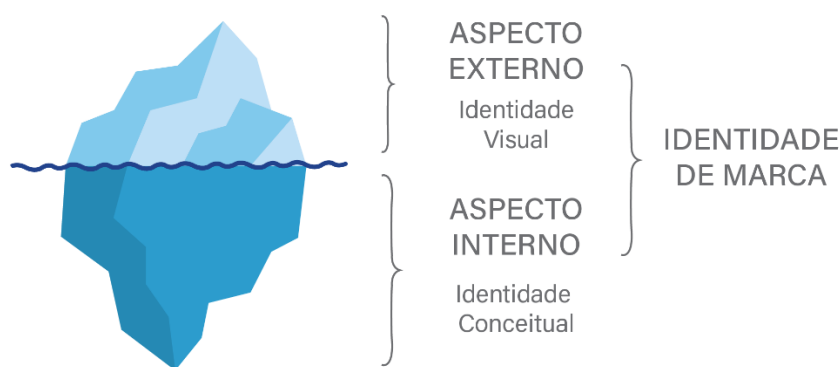 ASPECTO
EXTERNO
Identidade
Visual
ASPECTO
INTERNO
Identidade
Conceitual
IDENTIDADE
DE MARCA